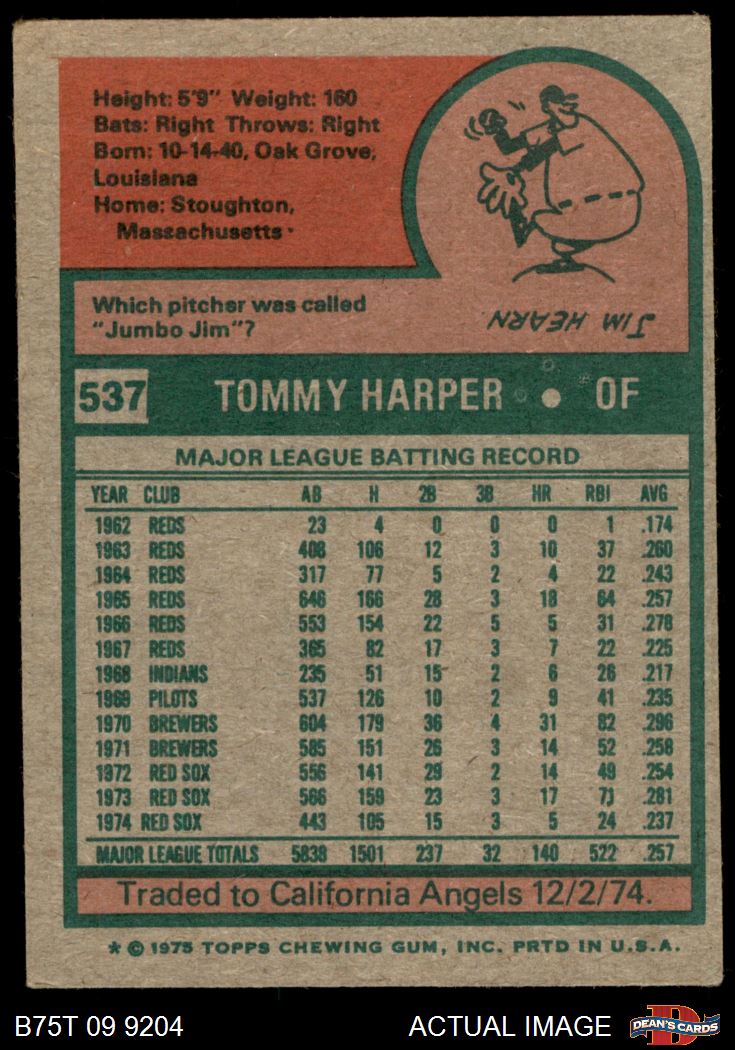 Height: 5'9" Weight: 160
Bats: Right Throws: Right
Born: 10-14-40, Oak Grove,
Louisiana
Home: Stoughton,
Massachusetts
Which pitcher was called
"Jumbo Jim"?
JIM HEARN
537 TOMMY HARPER • OF
MAJOR LEAGUE BATTING RECORD
YEAR CLUB AB H 2B 3B HR RBI AVG
1962 REDS 23 4 0 0 0 1 .174
1963 REDS 408 106 12 3 10 37 .260
1964 REDS 317 77 5 2 4 22 .243
1965 REDS 646 166 28 3 18 64 .257
1966 REDS 553 154 22 5 5 31 .278
1967 REDS 365 82 17 3 7 22 .225
1968 INDIANS 235 51 15 2 6 26 .217
1969 PILOTS 537 126 10 2 9 41 .235
1970 BREWERS 604 179 36 4 31 82 .296
1971 BREWERS 585 151 26 3 14 52 .258
1972 RED SOX 556 141 29 2 14 49 .254
1973 RED SOX 566 159 23 3 17 71 .281
1974 RED SOX 443 105 15 3 5 24 .237
MAJOR LEAGUE TOTALS 5838 1501 237 32 140 522 .257
Traded to California Angels 12/2/74.
* © 1975 TOPPS CHEWING GUM, INC. PRTD IN U.S.A.
B75T 09 9204 ACTUAL IMAGE DEAN'S CARDS